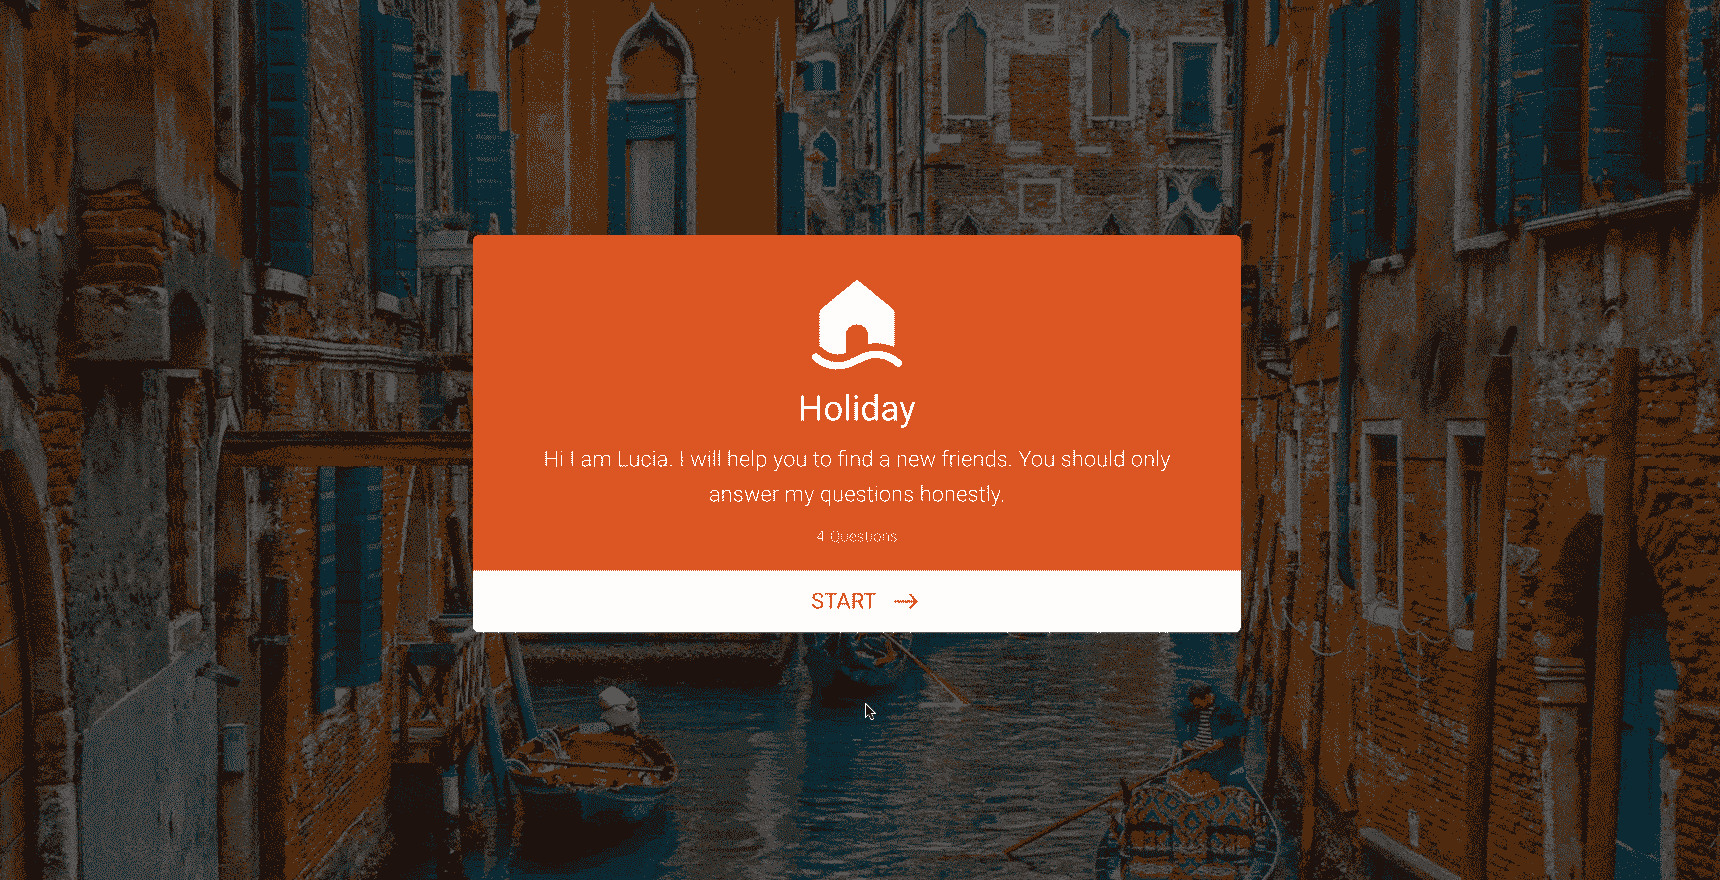 Holiday
Hi I am Lucia. I will help you to find a new friends. You should only
answer my questions honestly.
4 Questions
START